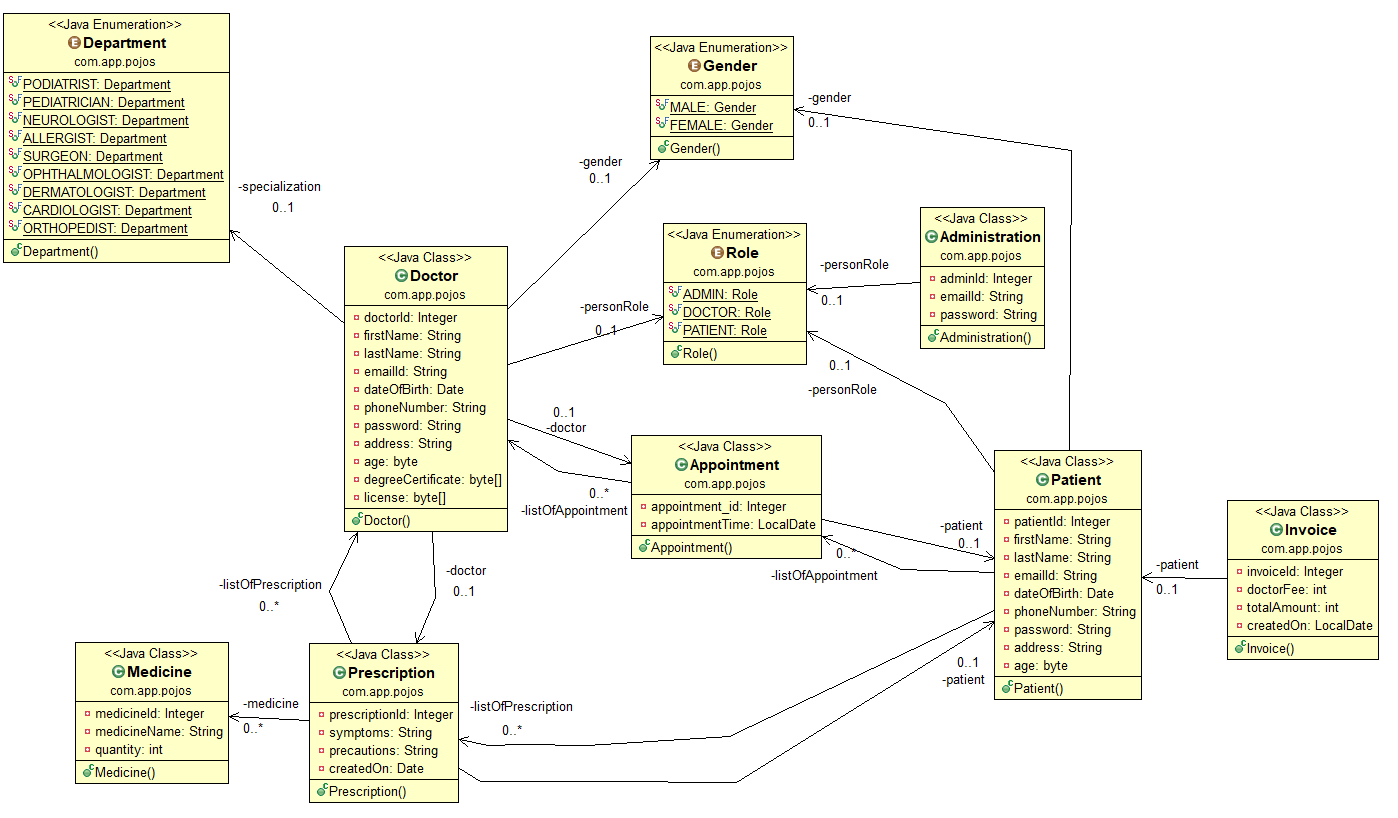 <<Java Enumeration>>
Department
com.app.pojos
PODIATRIST: Department
PEDIATRICIAN: Department
NEUROLOGIST: Department
ALLERGIST: Department
SURGEON: Department
OPHTHALMOLOGIST: Department
DERMATOLOGIST: Department
CARDIOLOGIST: Department
ORTHOPEDIST: Department
Department()
-specialization
0..1
<<Java Enumeration>>
Gender
com.app.pojos
MALE: Gender
FEMALE: Gender
Gender()
-gender
0..1
-gender
0..1
<<Java Class>>
Doctor
com.app.pojos
doctorId: Integer
firstName: String
lastName: String
emailId: String
dateOfBirth: Date
phoneNumber: String
password: String
address: String
age: byte
degreeCertificate: byte[]
license: byte[]
Doctor()
<<Java Enumeration>>
Role
com.app.pojos
ADMIN: Role
DOCTOR: Role
PATIENT: Role
Role()
-personRole
0..1
-personRole
0..1
0..1
-personRole
<<Java Class>>
Administration
com.app.pojos
adminId: Integer
emailId: String
password: String
Administration()
0..1
-doctor
0..*
-listOfAppointment
<<Java Class>>
Appointment
com.app.pojos
appointment_id: Integer
appointmentTime: LocalDate
Appointment()
-patient
0..1
0..*
-listOfAppointment
<<Java Class>>
Patient
com.app.pojos
patientId: Integer
firstName: String
lastName: String
emailId: String
dateOfBirth: Date
phoneNumber: String
password: String
address: String
age: byte
Patient()
-patient
0..1
<<Java Class>>
Invoice
com.app.pojos
invoiceId: Integer
doctorFee: int
totalAmount: int
createdOn: LocalDate
Invoice()
-listOfPrescription
0..*
-doctor
0..1
<<Java Class>>
Medicine
com.app.pojos
medicineId: Integer
medicineName: String
quantity: int
Medicine()
-medicine
0..*
<<Java Class>>
Prescription
com.app.pojos
prescriptionId: Integer
symptoms: String
precautions: String
createdOn: Date
Prescription()
-listOfPrescription
0..*
0..1
-patient